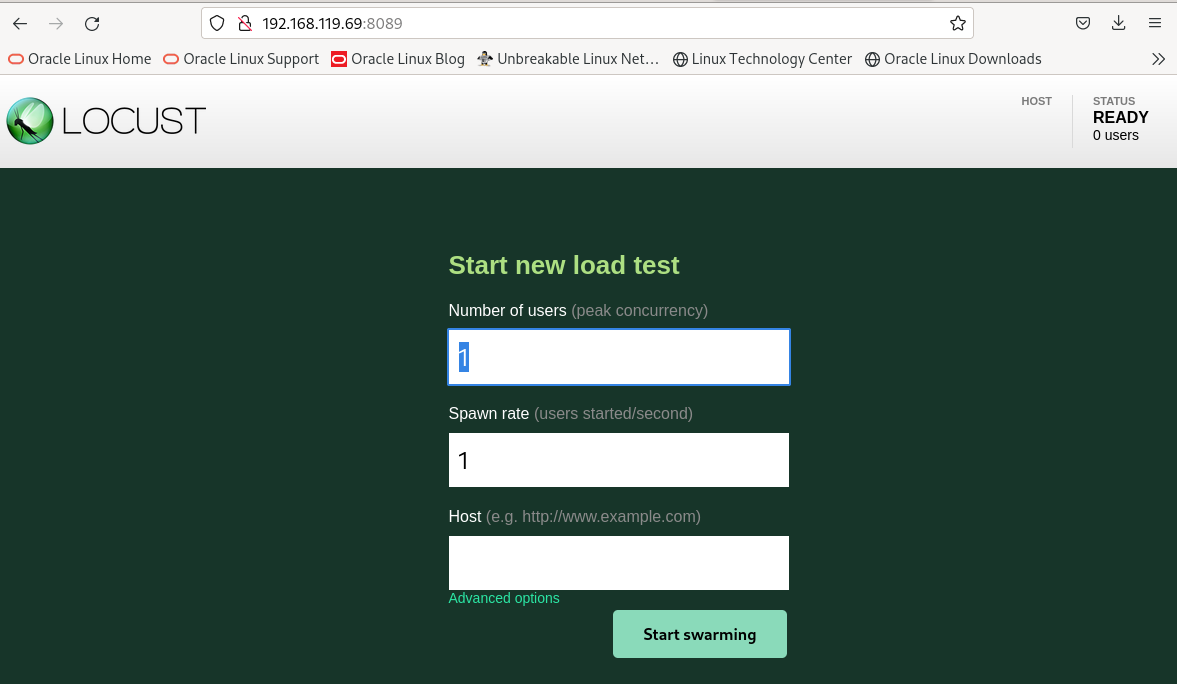 192.168.119.69:8089
Oracle Linux Home Oracle Linux Support Oracle Linux Blog Unbreakable Linux Net... Linux Technology Center Oracle Linux Downloads
LOCUST
HOST
STATUS
READY
0 users
Start new load test
Number of users (peak concurrency)
1
Spawn rate (users started/second)
1
Host (e.g. http://www.example.com)
Advanced options
Start swarming